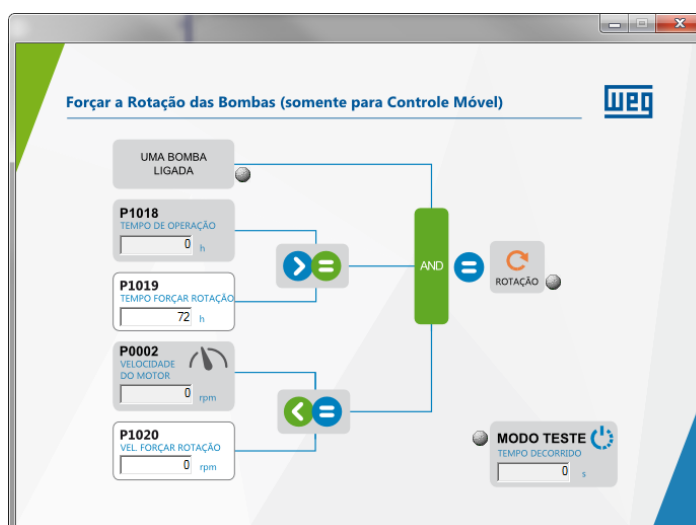 Forçar a Rotação das Bombas (somente para Controle Móvel)
WEG
UMA BOMBA
LIGADA
P1018
TEMPO DE OPERAÇÃO
0 h
P1019
TEMPO FORÇAR ROTAÇÃO
72 h
P0002
VELOCIDADE
DO MOTOR
0 rpm
P1020
VEL. FORÇAR ROTAÇÃO
0 rpm
> =
< =
AND
=
ROTAÇÃO
MODO TESTE
TEMPO DECORRIDO
0 s